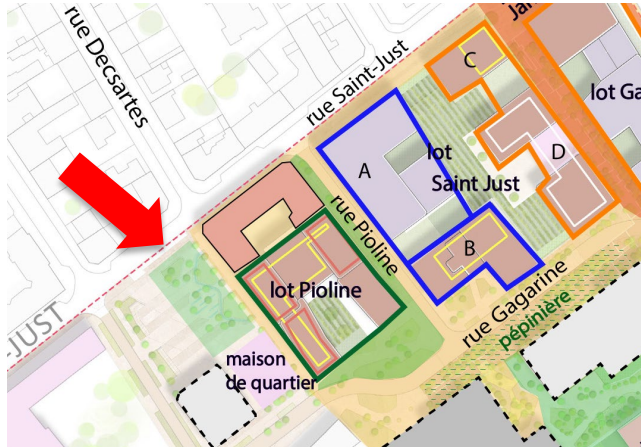 rue Decsartes
rue Saint-Just
Jar
C
lot Ga
A
lot
Saint Just
D
rue Pioline
B
lot Pioline
rue Gagarine
pépinière
-JUST
maison
de quartier